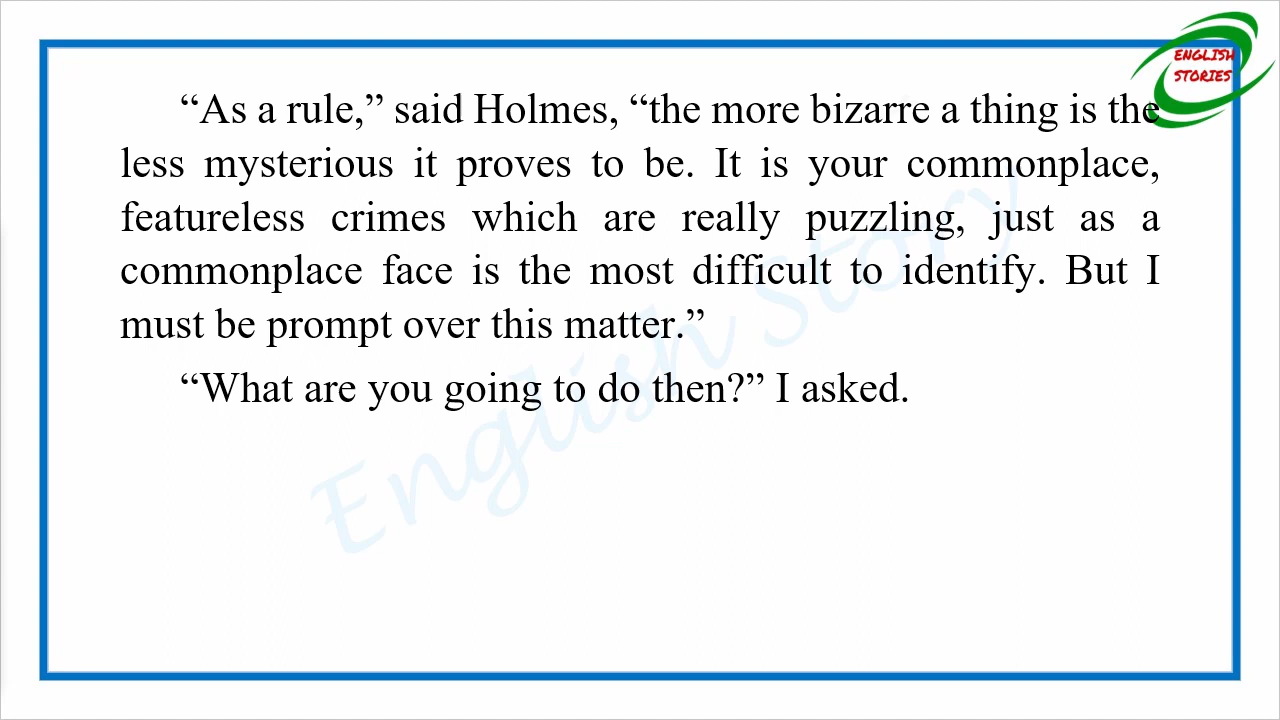 ENGLISH
STORIES
“As a rule,” said Holmes, “the more bizarre a thing is the
less mysterious it proves to be. It is your commonplace,
featureless crimes which are really puzzling, just as a
commonplace face is the most difficult to identify. But I
must be prompt over this matter.”
“What are you going to do then?” I asked.
English Story